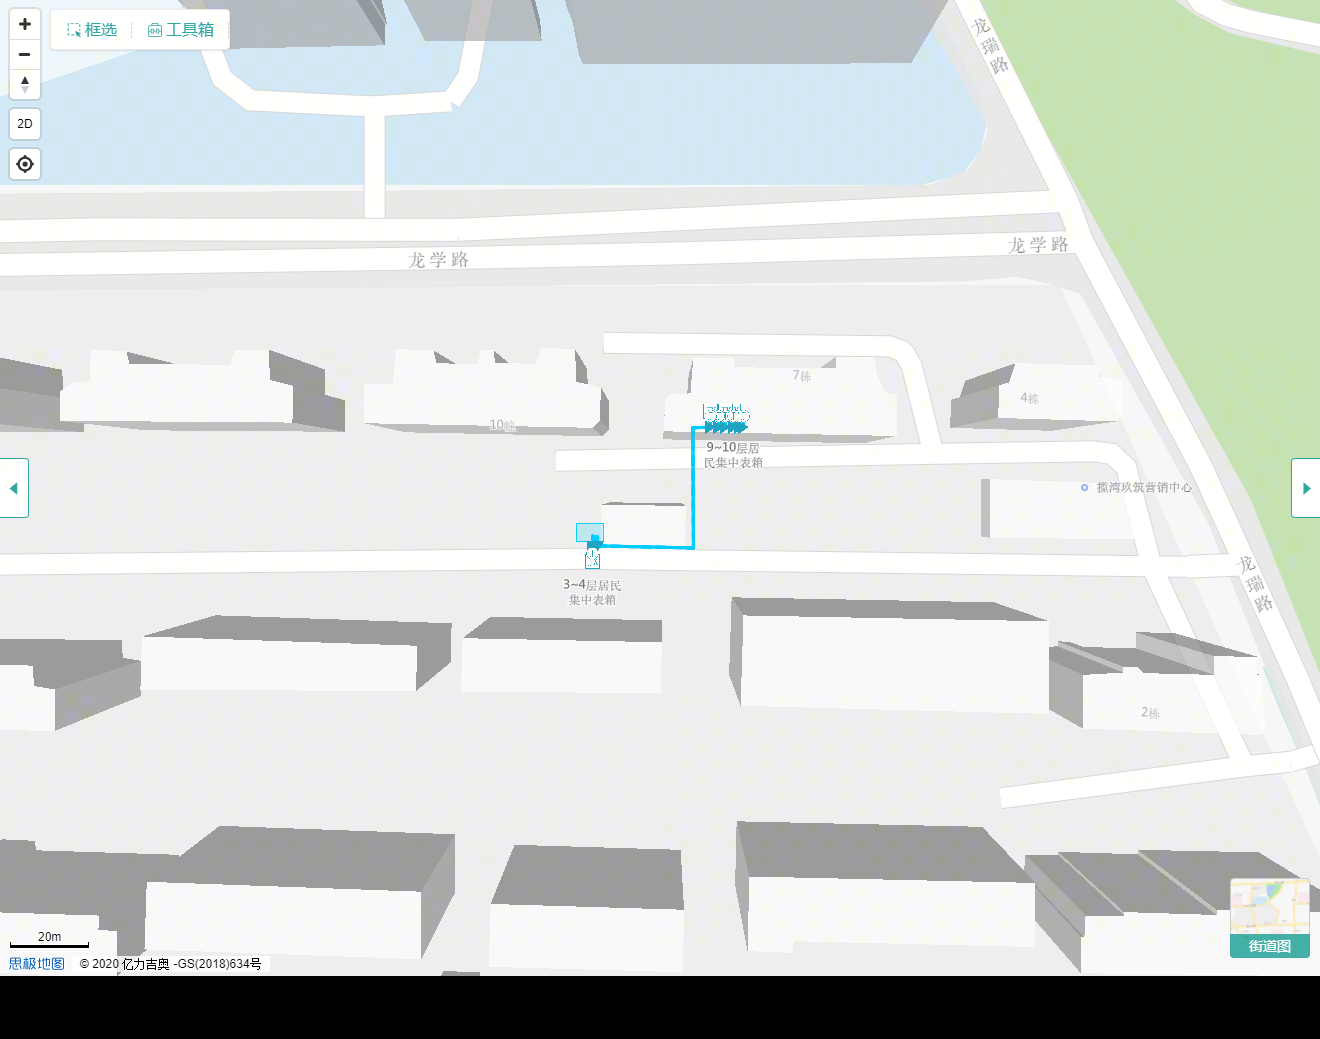 框选
工具箱
2D
龙瑞路
龙学路
龙学路
7栋
4栋
10幢
9~10层居
民集中表箱
揽湾玖筑营销中心
3~4层居民
集中表箱
龙瑞路
2栋
20m
思极地图
© 2020 亿力吉奥 -GS(2018)634号
街道图